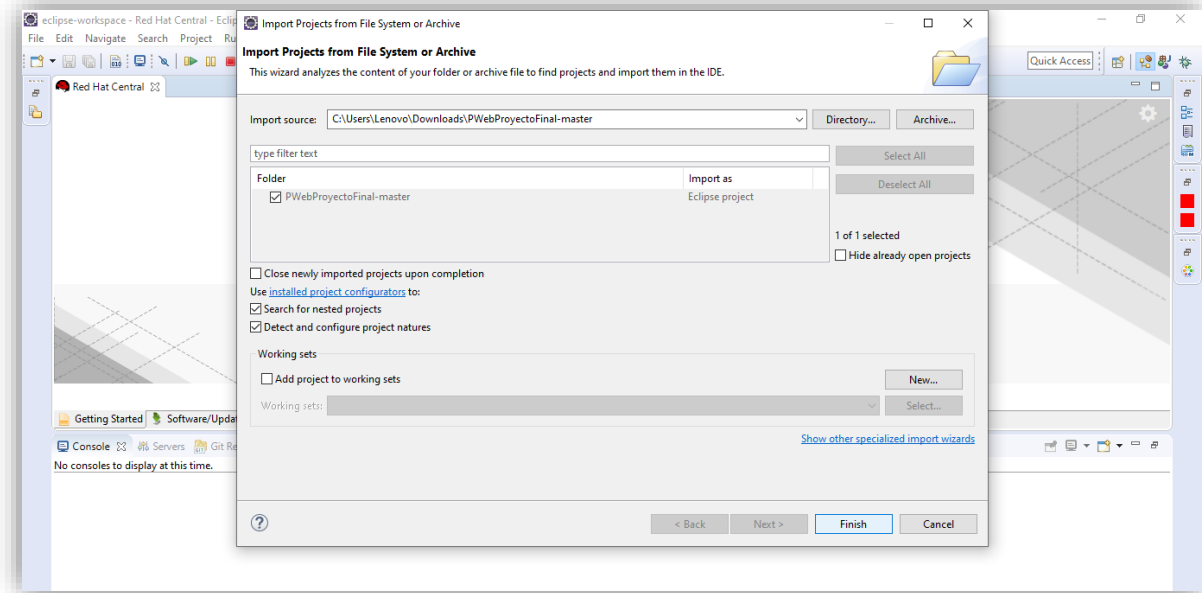 eclipse-workspace - Red Hat Central - Eclip
Import Projects from File System or Archive
File Edit Navigate Search Project Ru
Quick Access
Red Hat Central
Import Projects from File System or Archive
This wizard analyzes the content of your folder or archive file to find projects and import them in the IDE.
Import source: C:\Users\Lenovo\Downloads\PWebProyectoFinal-master Directory... Archive...
type filter text Select All
Folder Import as Deselect All
PWebProyectoFinal-master Eclipse project
1 of 1 selected
Hide already open projects
Close newly imported projects upon completion
Use installed project configurators to:
Search for nested projects
Detect and configure project natures
Working sets
Add project to working sets New...
Working sets: Select...
Show other specialized import wizards
Getting Started Software/Updat
Console Servers Git Re
No consoles to display at this time.
? < Back Next > Finish Cancel